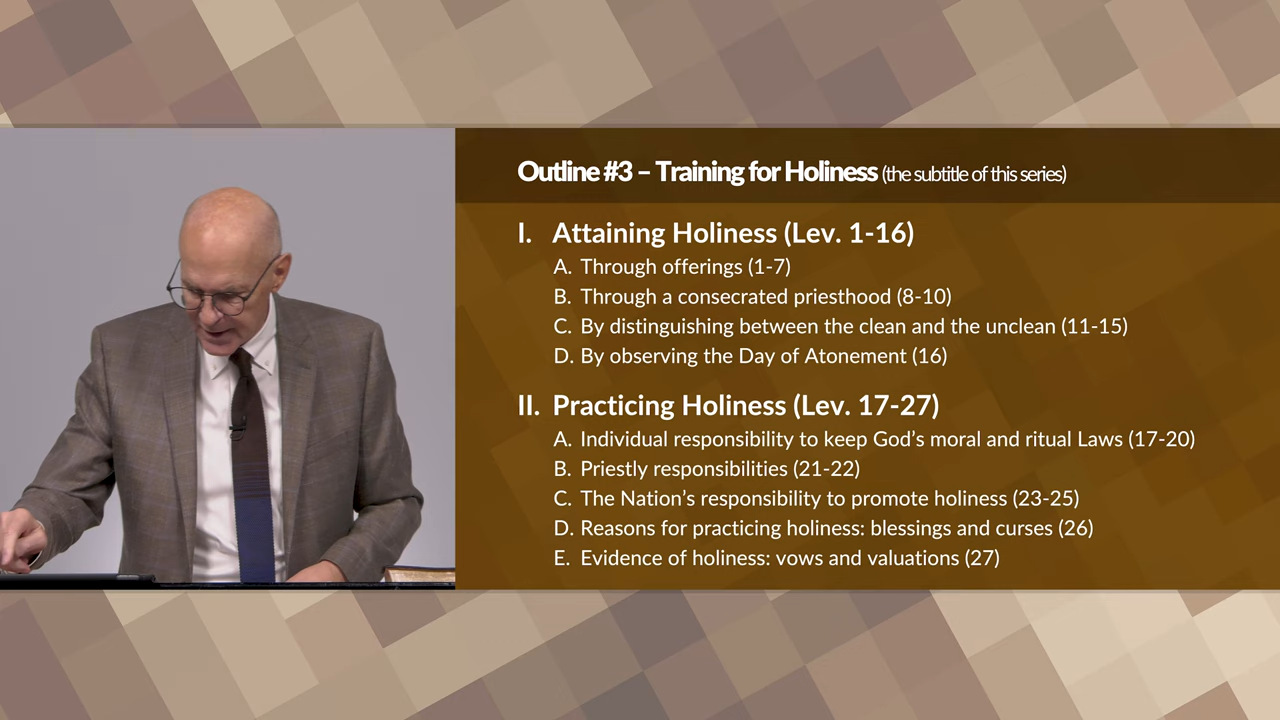 Outline #3 – Training for Holiness (the subtitle of this series)
I. Attaining Holiness (Lev. 1-16)
A. Through offerings (1-7)
B. Through a consecrated priesthood (8-10)
C. By distinguishing between the clean and the unclean (11-15)
D. By observing the Day of Atonement (16)
II. Practicing Holiness (Lev. 17-27)
A. Individual responsibility to keep God’s moral and ritual Laws (17-20)
B. Priestly responsibilities (21-22)
C. The Nation’s responsibility to promote holiness (23-25)
D. Reasons for practicing holiness: blessings and curses (26)
E. Evidence of holiness: vows and valuations (27)